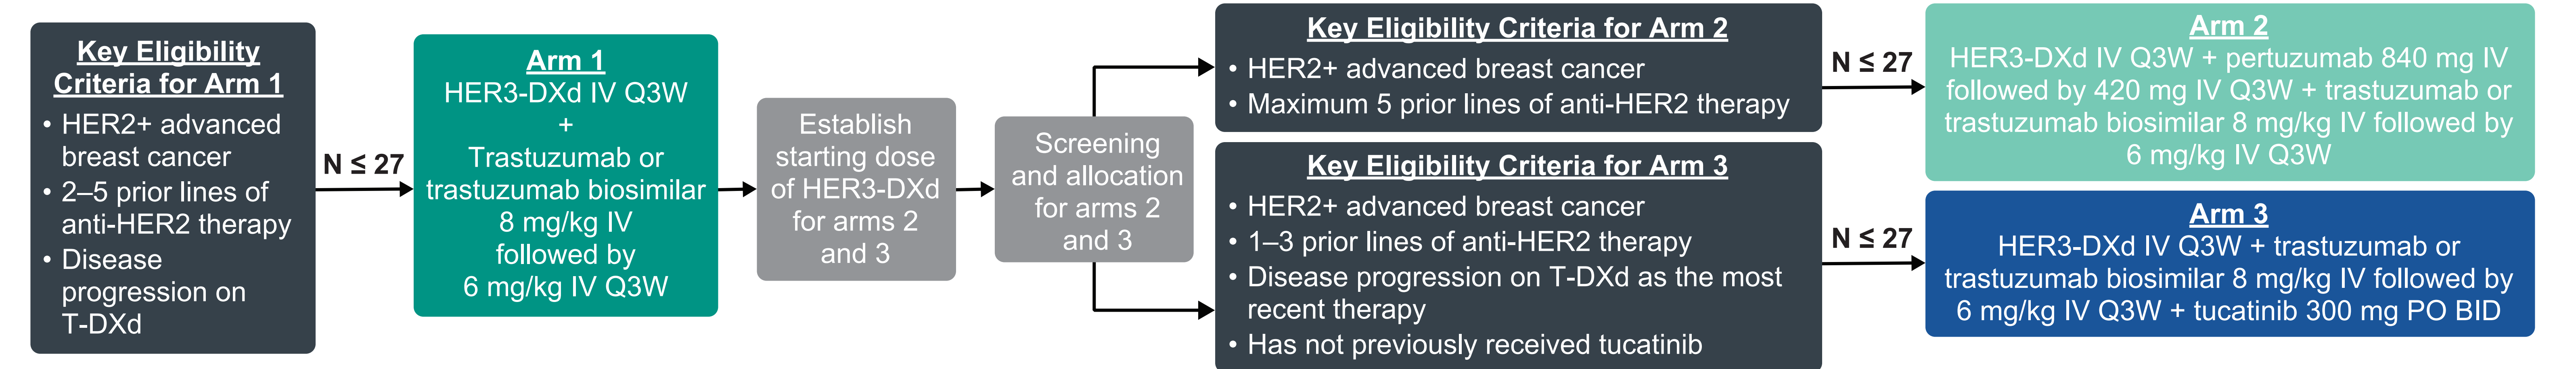 Key Eligibility
Criteria for Arm 1
• HER2+ advanced
breast cancer
• 2–5 prior lines of
anti-HER2 therapy
• Disease
progression on
T-DXd
N ≤ 27
Arm 1
HER3-DXd IV Q3W
+
Trastuzumab or
trastuzumab biosimilar
8 mg/kg IV
followed by
6 mg/kg IV Q3W
Establish
starting dose
of HER3-DXd
for arms 2
and 3
Screening
and allocation
for arms 2
and 3
Key Eligibility Criteria for Arm 2
• HER2+ advanced breast cancer
• Maximum 5 prior lines of anti-HER2 therapy
N ≤ 27
Arm 2
HER3-DXd IV Q3W + pertuzumab 840 mg IV
followed by 420 mg IV Q3W + trastuzumab or
trastuzumab biosimilar 8 mg/kg IV followed by
6 mg/kg IV Q3W
Key Eligibility Criteria for Arm 3
• HER2+ advanced breast cancer
• 1–3 prior lines of anti-HER2 therapy
• Disease progression on T-DXd as the most
recent therapy
• Has not previously received tucatinib
N ≤ 27
Arm 3
HER3-DXd IV Q3W + trastuzumab or
trastuzumab biosimilar 8 mg/kg IV followed by
6 mg/kg IV Q3W + tucatinib 300 mg PO BID